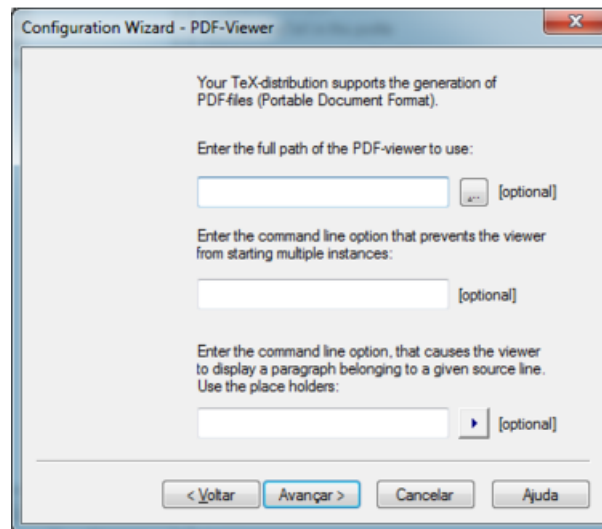 Configuration Wizard - PDF-Viewer
Your TeX-distribution supports the generation of
PDF-files (Portable Document Format).
Enter the full path of the PDF-viewer to use:
... [optional]
Enter the command line option that prevents the viewer
from starting multiple instances:
[optional]
Enter the command line option, that causes the viewer
to display a paragraph belonging to a given source line.
Use the place holders:
[optional]
< Voltar Avançar > Cancelar Ajuda